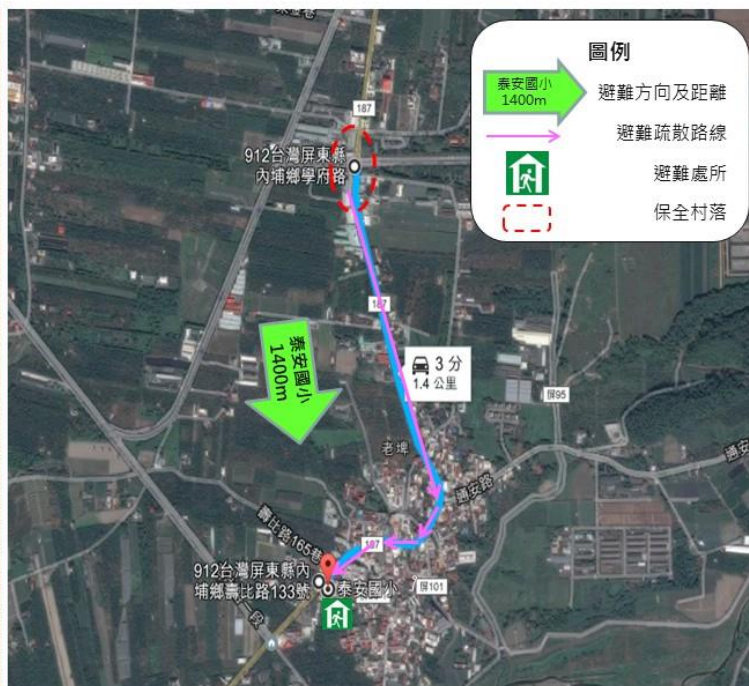 圖例
泰安國小
1400m
避難方向及距離
避難疏散路線
避難處所
保全村落
187
912台灣屏東縣
內埔鄉學府路
187
泰安國小
1400m
3 分
1.4 公里
屏95
老埤
通安路
壽比路165巷
187
912台灣屏東縣內
埔鄉壽比路133號
泰安國小
屏101